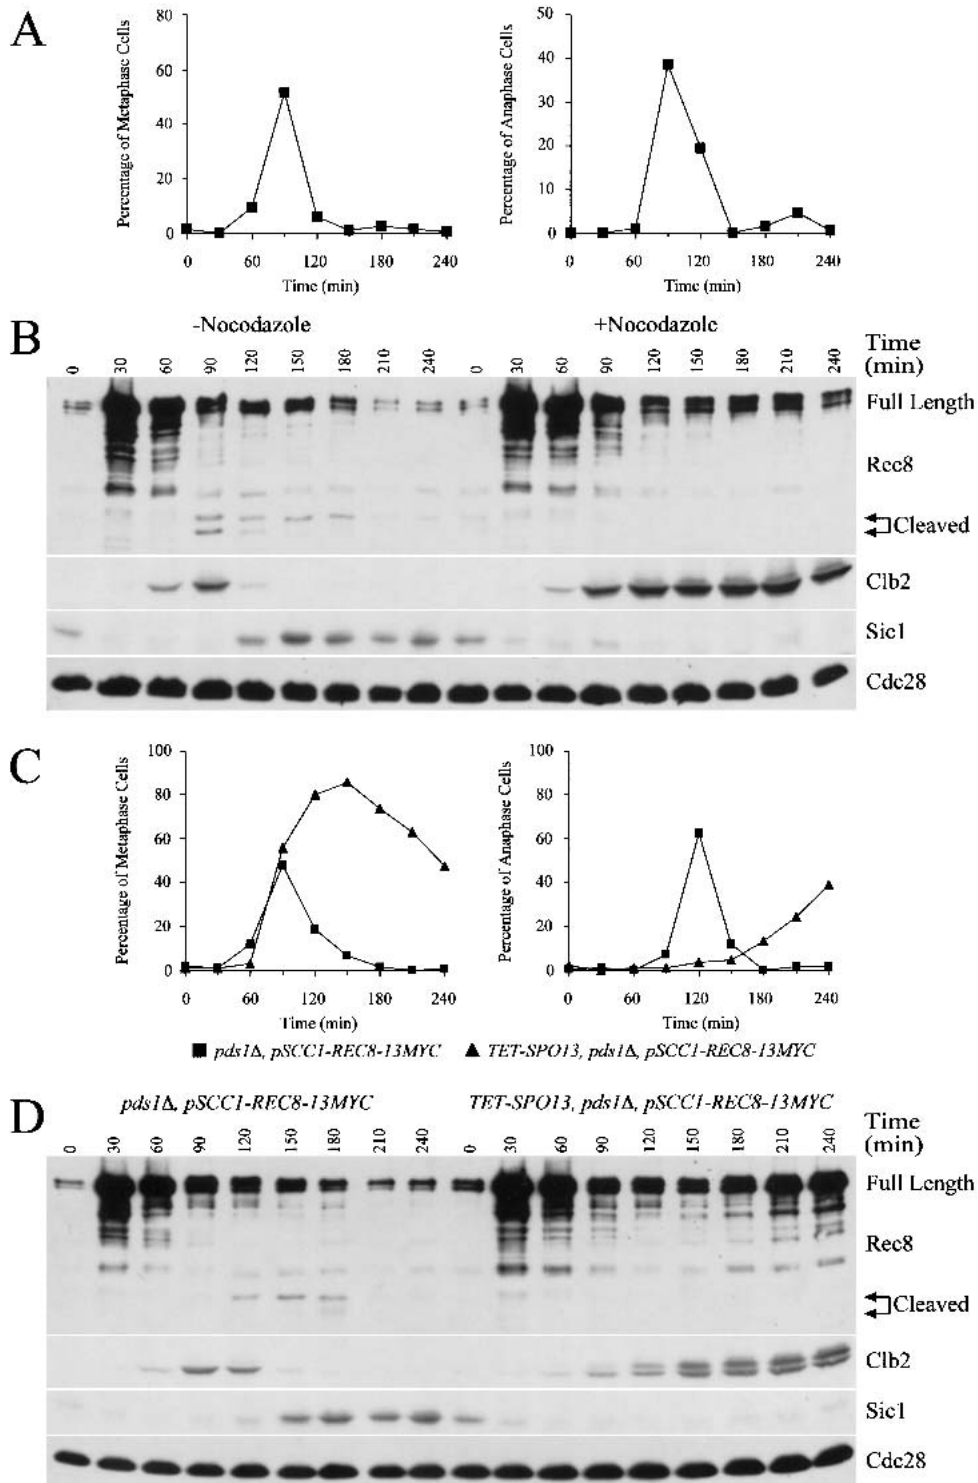 A
Percentage of Metaphase Cells
80
60
40
20
0
0 60 120 180 240
Time (min)
Percentage of Anaphase Cells
50
40
30
20
10
0
0 60 120 180 240
Time (min)
B
-Nocodazole +Nocodazole
0 30 60 90 120 150 180 210 240 0 30 60 90 120 150 180 210 240 Time (min)
Full Length
Rec8
Cleaved
Clb2
Sic1
Cdc28
C
Percentage of Metaphase Cells
100
80
60
40
20
0
0 60 120 180 240
Time (min)
Percentage of Anaphase Cells
100
80
60
40
20
0
0 60 120 180 240
Time (min)
pds1Δ, pSCC1-REC8-13MYC TET-SPO13, pds1Δ, pSCC1-REC8-13MYC
D
pds1Δ, pSCC1-REC8-13MYC TET-SPO13, pds1Δ, pSCC1-REC8-13MYC
0 30 60 90 120 150 180 210 240 0 30 60 90 120 150 180 210 240 Time (min)
Full Length
Rec8
Cleaved
Clb2
Sic1
Cdc28